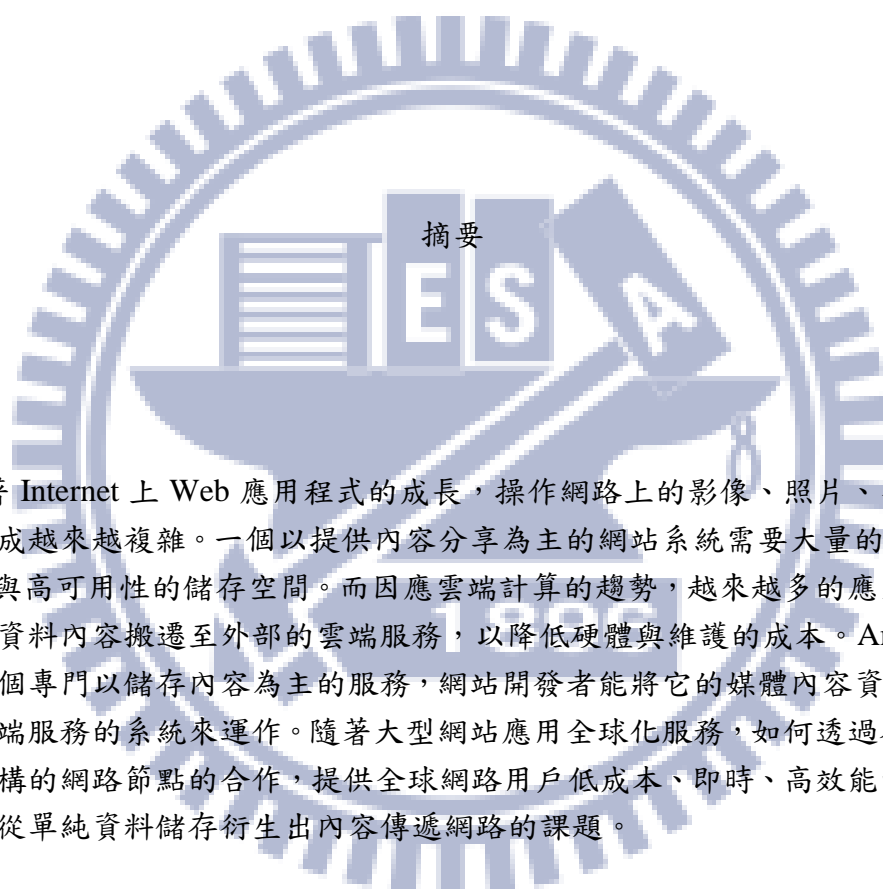 摘要
E S A
著 Internet 上 Web 應用程式的成長，操作網路上的影像、照片、
成越來越複雜。一個以提供內容分享為主的網站系統需要大量的
與高可用性的儲存空間。而因應雲端計算的趨勢，越來越多的應
資料內容搬遷至外部的雲端服務，以降低硬體與維護的成本。A
1896
個專門以儲存內容為主的服務，網站開發者能將它的媒體內容資
端服務的系統來運作。隨著大型網站應用全球化服務，如何透過
構的網路節點的合作，提供全球網路用戶低成本、即時、高效能
從單純資料儲存衍生出內容傳遞網路的課題。